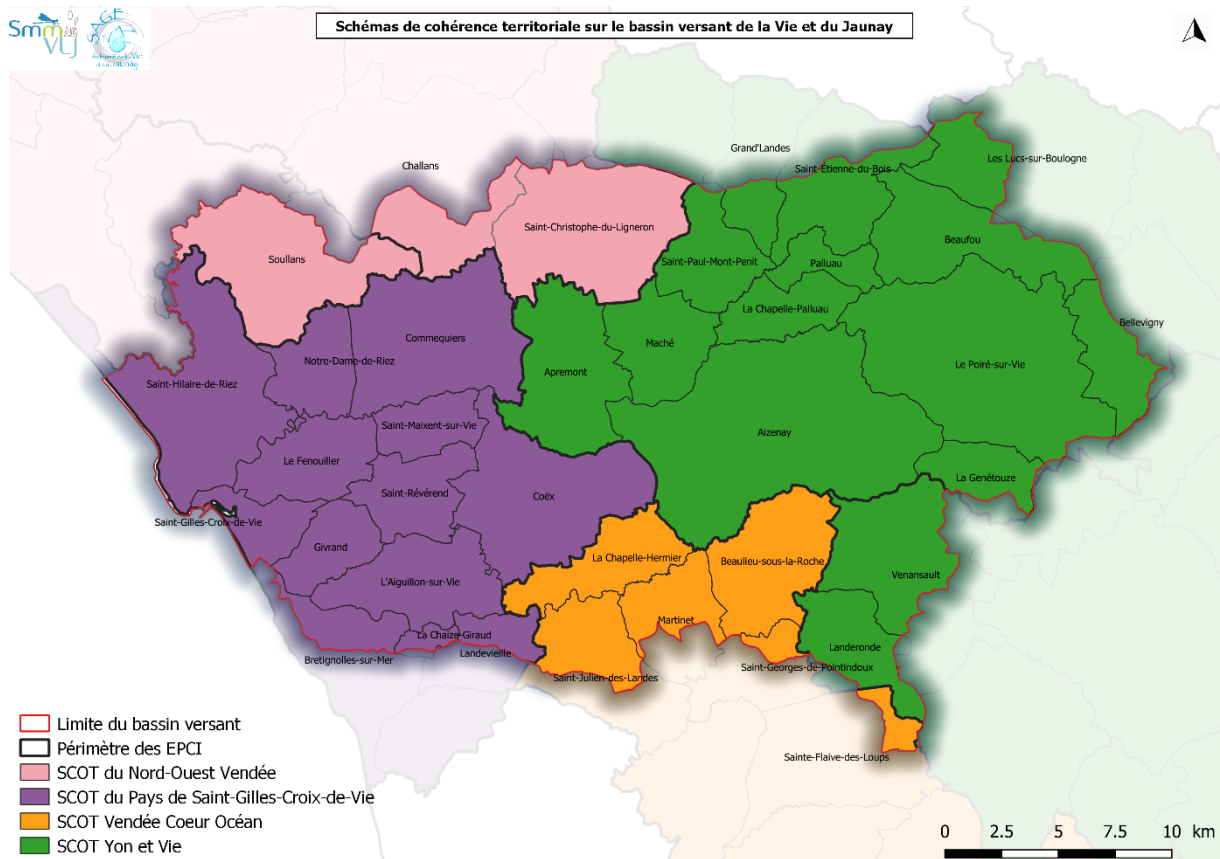 Schémas de cohérence territoriale sur le bassin versant de la Vie et du Jaunay
Smm
VVJ
SAGE
Grand'Landes
Challans
Saint-Étienne-du-Bois
Les Lucs-sur-Boulogne
Saint-Christophe-du-Ligneron
Beaufou
Soullans
Saint-Paul-Mont-Penit
Palluau
La Chapelle-Palluau
Bellevigny
Commequiers
Maché
Notre-Dame-de-Riez
Le Poiré-sur-Vie
Apremont
Saint-Hilaire-de-Riez
Saint-Maixent-sur-Vie
Aizenay
Le Fenouiller
La Genétouze
Saint-Révérend
Coëx
Saint-Gilles-Croix-de-Vie
Givrand
La Chapelle-Hermier
Beaulieu-sous-la-Roche
Venansault
L'Aiguillon-sur-Vie
Martinet
La Chaize-Giraud
Landeronde
Landevieille
Bretignolles-sur-Mer
Saint-Georges-de-Pointindoux
Saint-Julien-des-Landes
Sainte-Flaive-des-Loups
Limite du bassin versant
Périmètre des EPCI
SCOT du Nord-Ouest Vendée
SCOT du Pays de Saint-Gilles-Croix-de-Vie
SCOT Vendée Coeur Océan
SCOT Yon et Vie
0 2.5 5 7.5 10 km